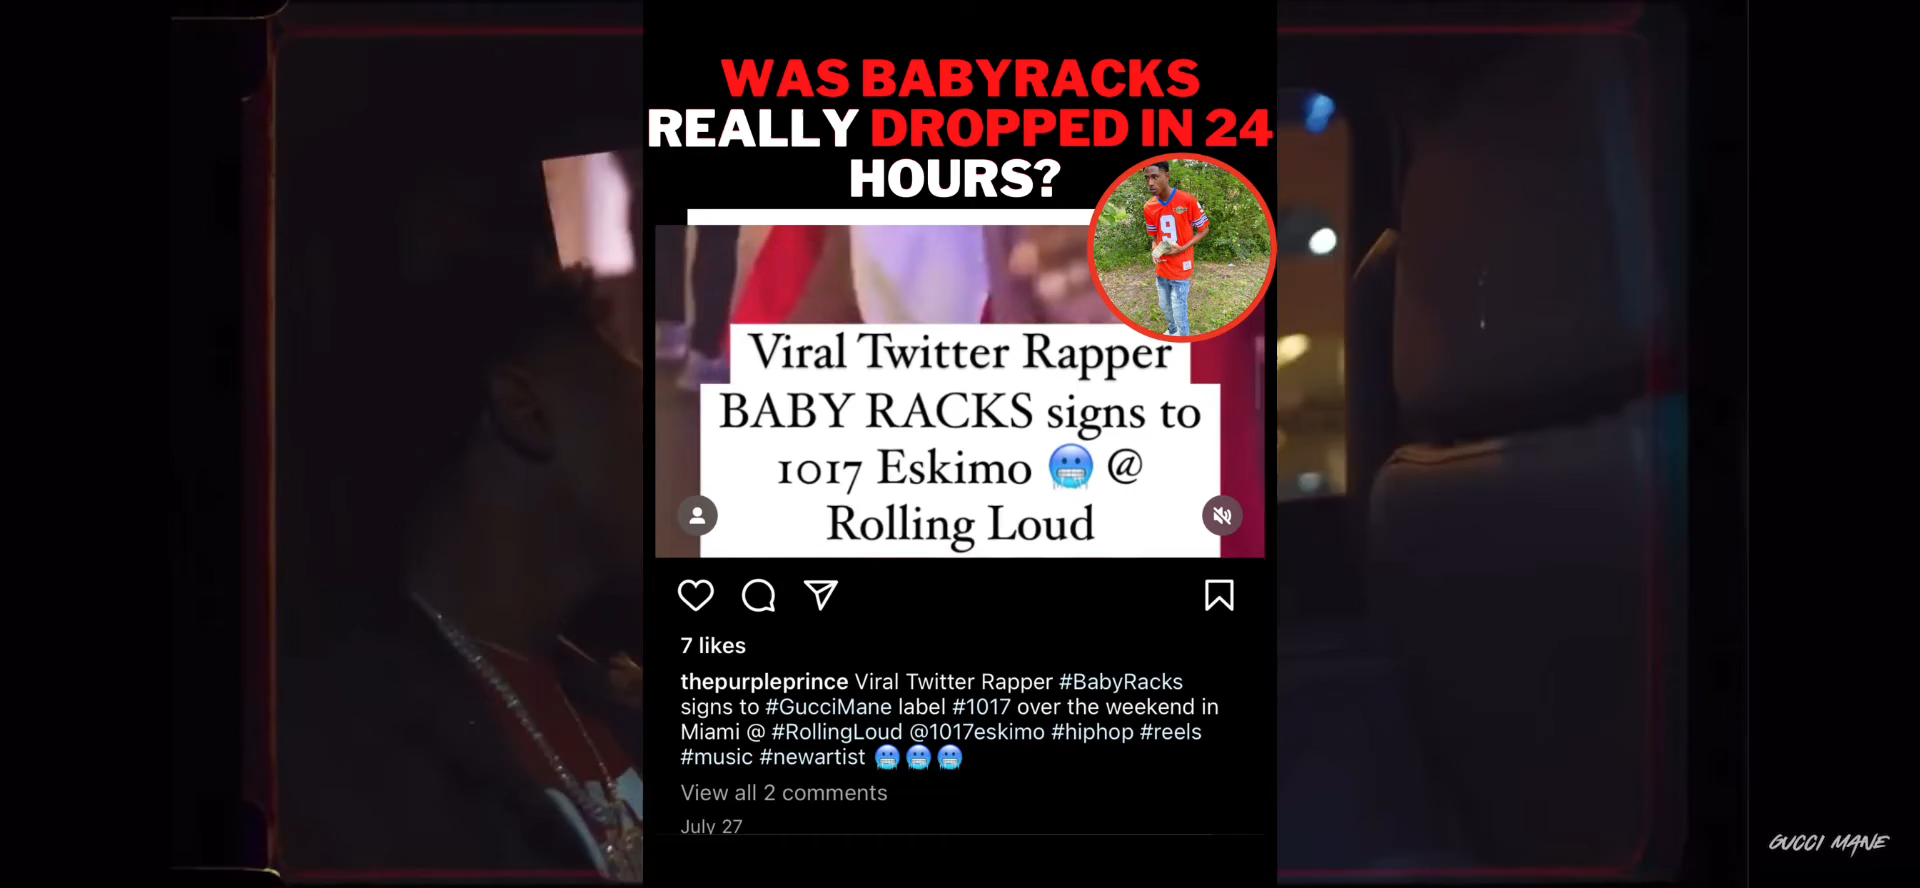 WAS BABYRACKS
REALLY DROPPED IN 24
HOURS?
9
Viral Twitter Rapper
BABY RACKS signs to
1017 Eskimo 🥶 @
Rolling Loud
7 likes
thepurpleprince Viral Twitter Rapper #BabyRacks
signs to #GucciMane label #1017 over the weekend in
Miami @ #RollingLoud @1017eskimo #hiphop #reels
#music #newartist 🥶🥶🥶
View all 2 comments
July 27
GUCCI MANE